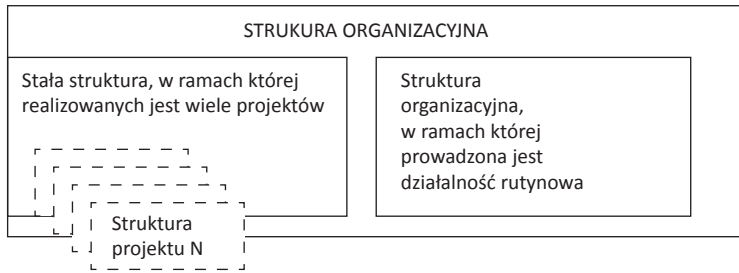 STRUKURA ORGANIZACYJNA
Stała struktura, w ramach której
realizowanych jest wiele projektów
Struktura
organizacyjna,
w ramach której
prowadzona jest
działalność rutynowa
Struktura
projektu N